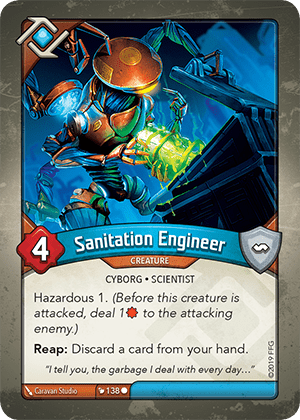 Sanitation Engineer
CREATURE
4
CYBORG • SCIENTIST
Hazardous 1. (Before this creature is
attacked, deal 1 to the attacking
enemy.)
Reap: Discard a card from your hand.
"I tell you, the garbage I deal with every day..."
Caravan Studio
138
©2019 FFG